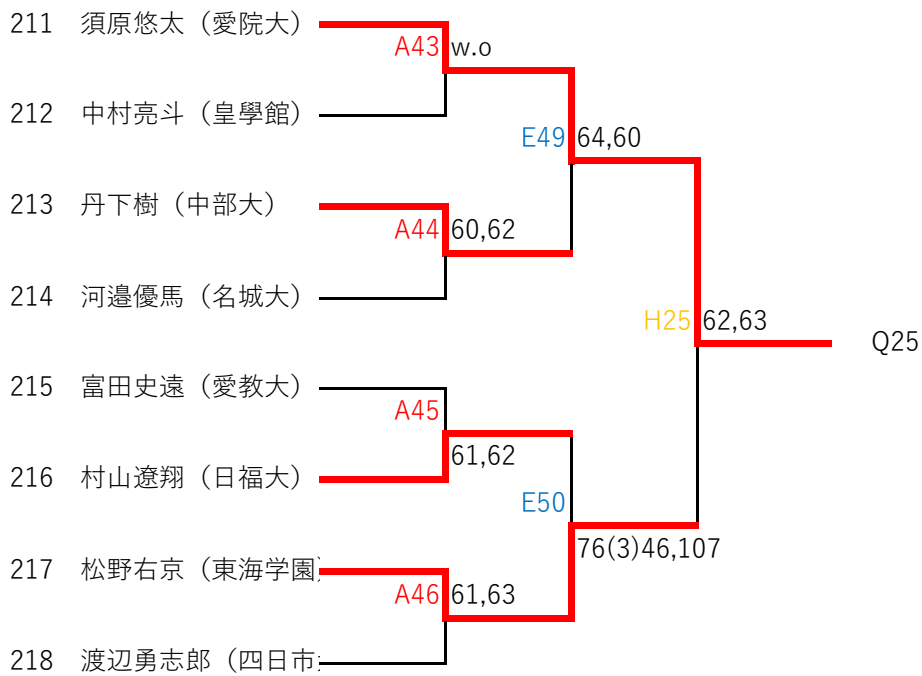 211 須原悠太（愛院大）
A43 w.o
212 中村亮斗（皇學館）
E49 64,60
213 丹下樹（中部大）
A44 60,62
214 河邉優馬（名城大）
H25 62,63
Q25
215 富田史遠（愛教大）
A45
61,62
216 村山遼翔（日福大）
E50
76(3)46,107
217 松野右京（東海学園）
A46 61,63
218 渡辺勇志郎（四日市